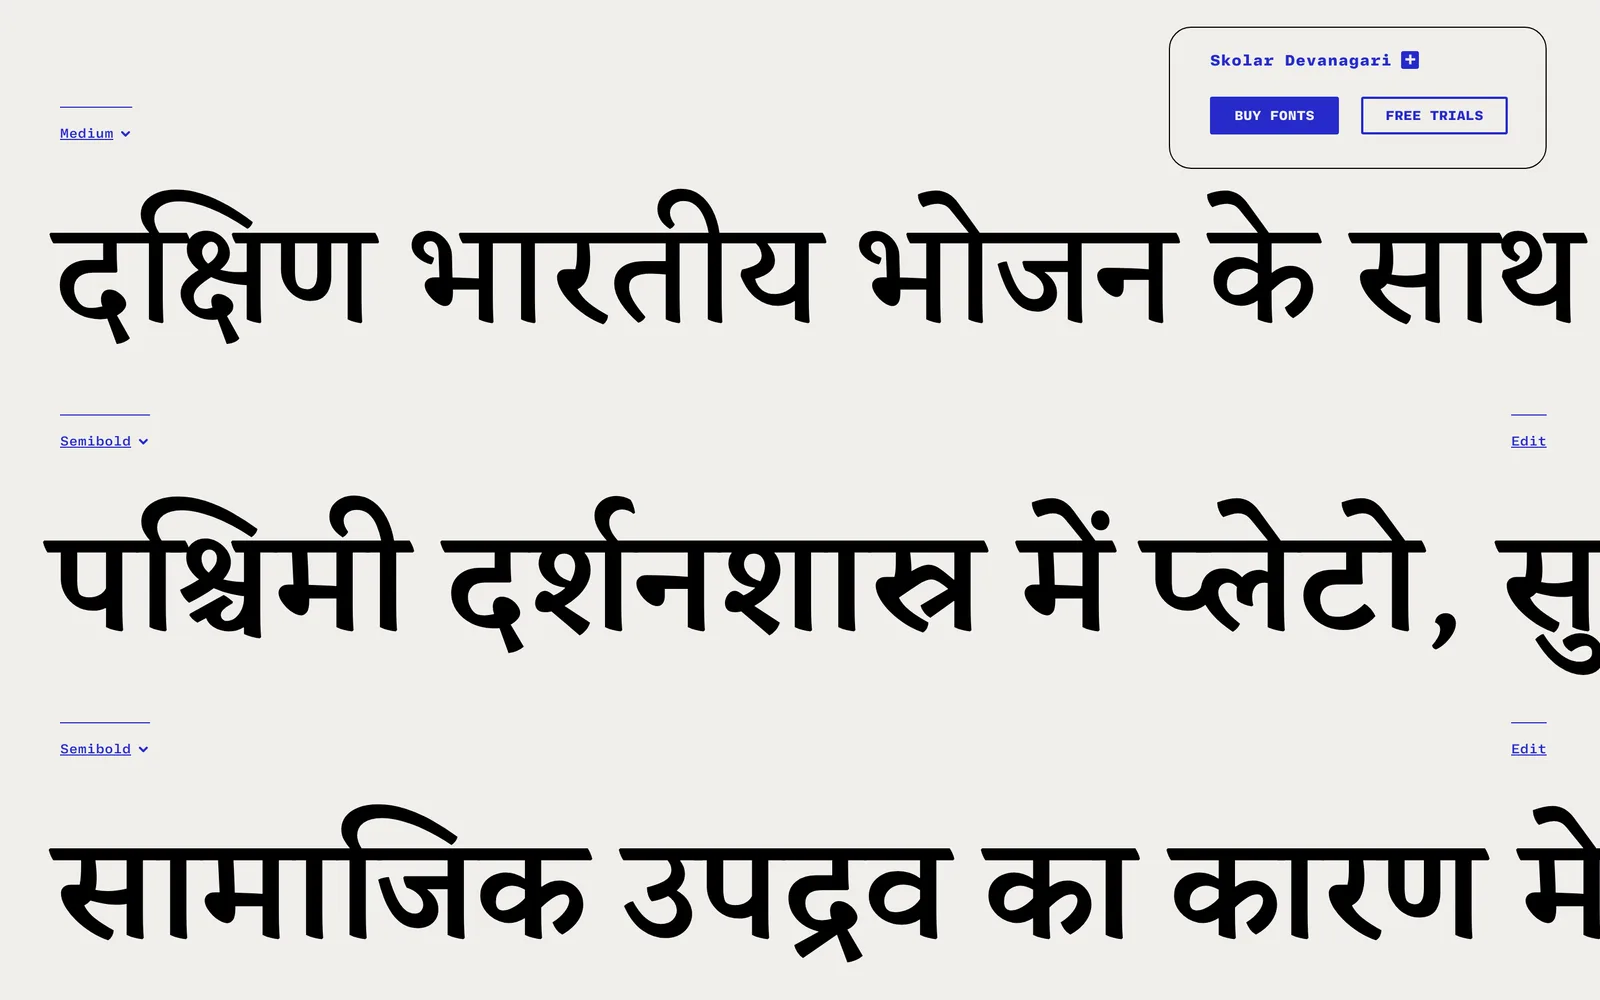 Skolar Devanagari +
BUY FONTS FREE TRIALS
Medium
दक्षिण भारतीय भोजन के साथ
Semibold Edit
पश्चिमी दर्शनशास्त्र में प्लेटो,
Semibold Edit
सामाजिक उपद्रव का कारण